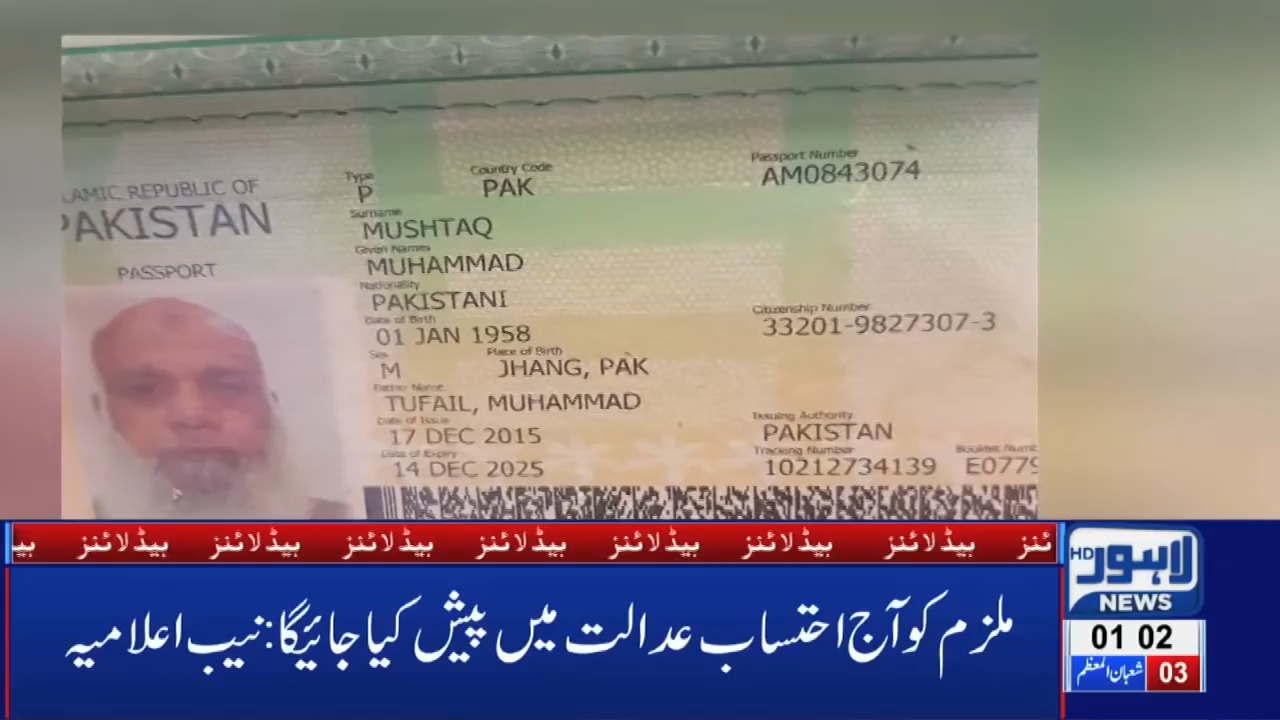 LAMIC REPUBLIC OF
PAKISTAN
PASSPORT
Type
Country Code
Passport Number
P
PAK
AM0843074
Surname
MUSHTAQ
Given Names
MUHAMMAD
Nationality
PAKISTANI
Date of Birth
Citizenship Number
01 JAN 1958
33201-9827307-3
Sex
Place of Birth
M
JHANG, PAK
Father Name
TUFAIL, MUHAMMAD
Date of Issue
Issuing Authority
17 DEC 2015
PAKISTAN
Date of Expiry
Tracking Number
Booklet Numb
14 DEC 2025
10212734139
E0779
ئنز ہیڈلائنز ہیڈلائنز ہیڈلائنز ہیڈلائنز ہیڈلائنز ہیڈلائنز ہیڈلائنز ہی
ملزم کو آج احتساب عدالت میں پیش کیا جائیگا: نیب اعلامیہ
لاہور HD
NEWS
01 02
03 شعبان المعظم